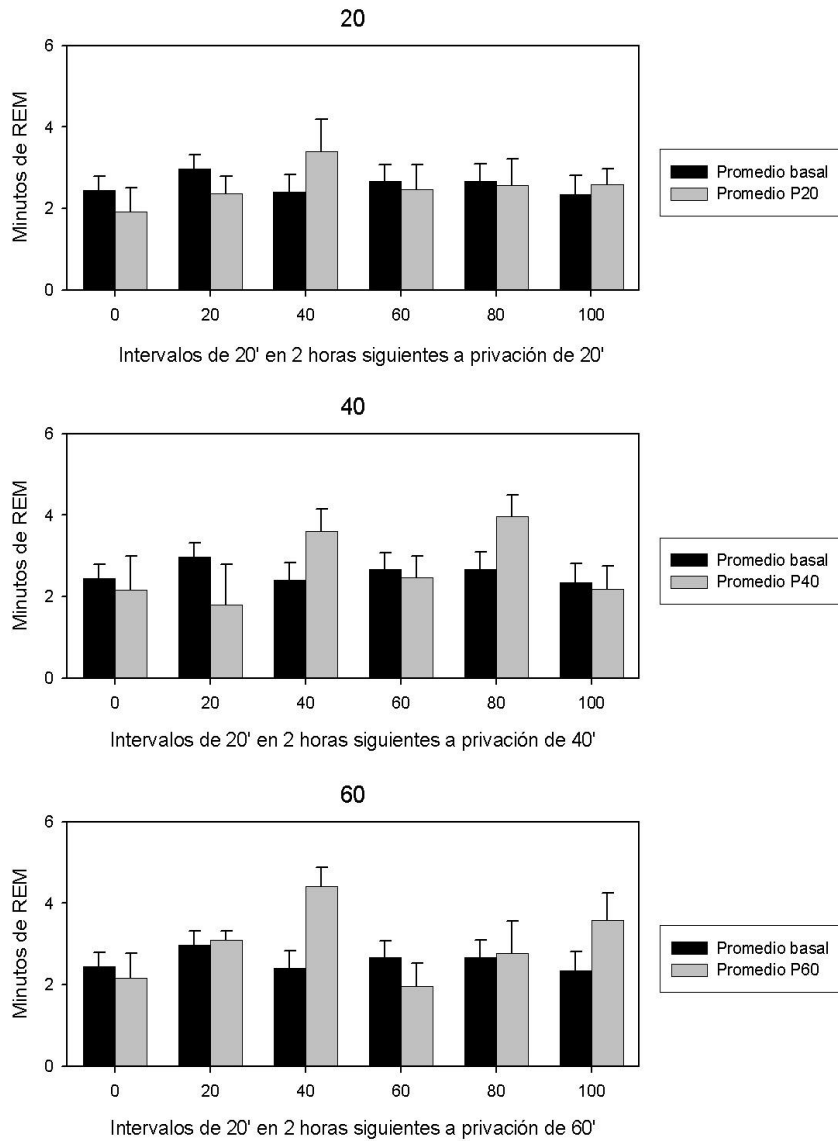 20
6
4
2
0
Minutos de REM
0 20 40 60 80 100
Intervalos de 20' en 2 horas siguientes a privación de 20'
Promedio basal
Promedio P20
40
6
4
2
0
Minutos de REM
0 20 40 60 80 100
Intervalos de 20' en 2 horas siguientes a privación de 40'
Promedio basal
Promedio P40
60
6
4
2
0
Minutos de REM
0 20 40 60 80 100
Intervalos de 20' en 2 horas siguientes a privación de 60'
Promedio basal
Promedio P60